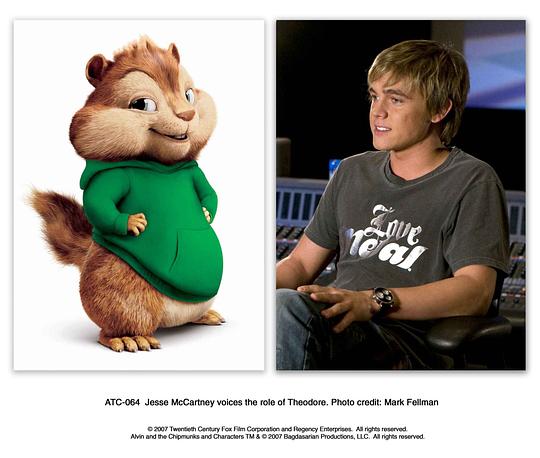 Love
Metal.
ATC-064 Jesse McCartney voices the role of Theodore. Photo credit: Mark Fellman
© 2007 Twentieth Century Fox Film Corporation and Regency Enterprises. All rights reserved.
Alvin and the Chipmunks and Characters TM & © 2007 Bagdasarian Productions, LLC. All rights reserved.